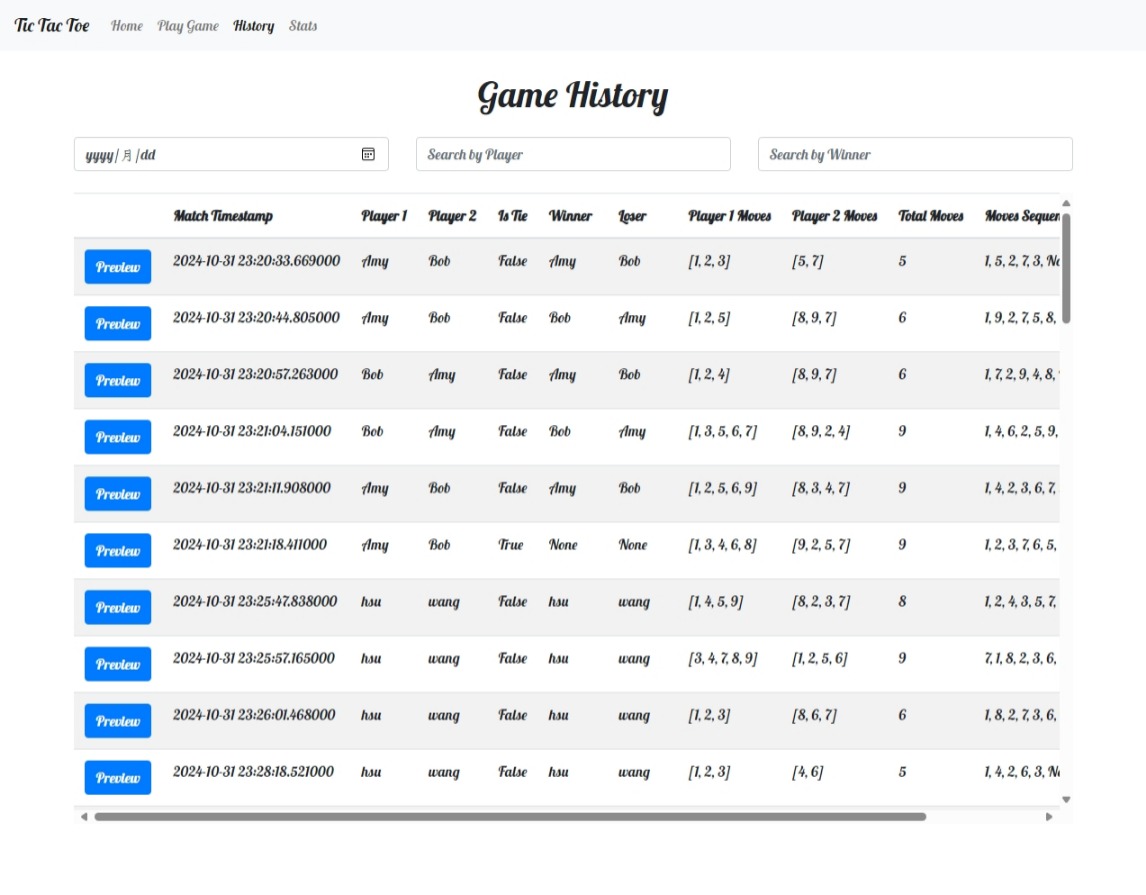 Tic Tac Toe Home Play Game History Stats
Game History
yyyy/月/dd Search by Player Search by Winner
Match Timestamp Player 1 Player 2 Is Tie Winner Loser Player 1 Moves Player 2 Moves Total Moves Moves Sequen
Preview 2024-10-31 23:20:33.669000 Amy Bob False Amy Bob [1, 2, 3] [5, 7] 5 1, 5, 2, 7, 3, No
Preview 2024-10-31 23:20:44.805000 Amy Bob False Bob Amy [1, 2, 5] [8, 9, 7] 6 1, 9, 2, 7, 5, 8,
Preview 2024-10-31 23:20:57.263000 Bob Amy False Amy Bob [1, 2, 4] [8, 9, 7] 6 1, 7, 2, 9, 4, 8,
Preview 2024-10-31 23:21:04.151000 Bob Amy False Bob Amy [1, 3, 5, 6, 7] [8, 9, 2, 4] 9 1, 4, 6, 2, 5, 9,
Preview 2024-10-31 23:21:11.908000 Amy Bob False Amy Bob [1, 2, 5, 6, 9] [8, 3, 4, 7] 9 1, 4, 2, 3, 6, 7,
Preview 2024-10-31 23:21:18.411000 Amy Bob True None None [1, 3, 4, 6, 8] [9, 2, 5, 7] 9 1, 2, 3, 7, 6, 5,
Preview 2024-10-31 23:25:47.838000 hsu wang False hsu wang [1, 4, 5, 9] [8, 2, 3, 7] 8 1, 2, 4, 3, 5, 7,
Preview 2024-10-31 23:25:57.165000 hsu wang False hsu wang [3, 4, 7, 8, 9] [1, 2, 5, 6] 9 7, 1, 8, 2, 3, 6,
Preview 2024-10-31 23:26:01.468000 hsu wang False hsu wang [1, 2, 3] [8, 6, 7] 6 1, 8, 2, 7, 3, 6,
Preview 2024-10-31 23:28:18.521000 hsu wang False hsu wang [1, 2, 3] [4, 6] 5 1, 4, 2, 6, 3, No